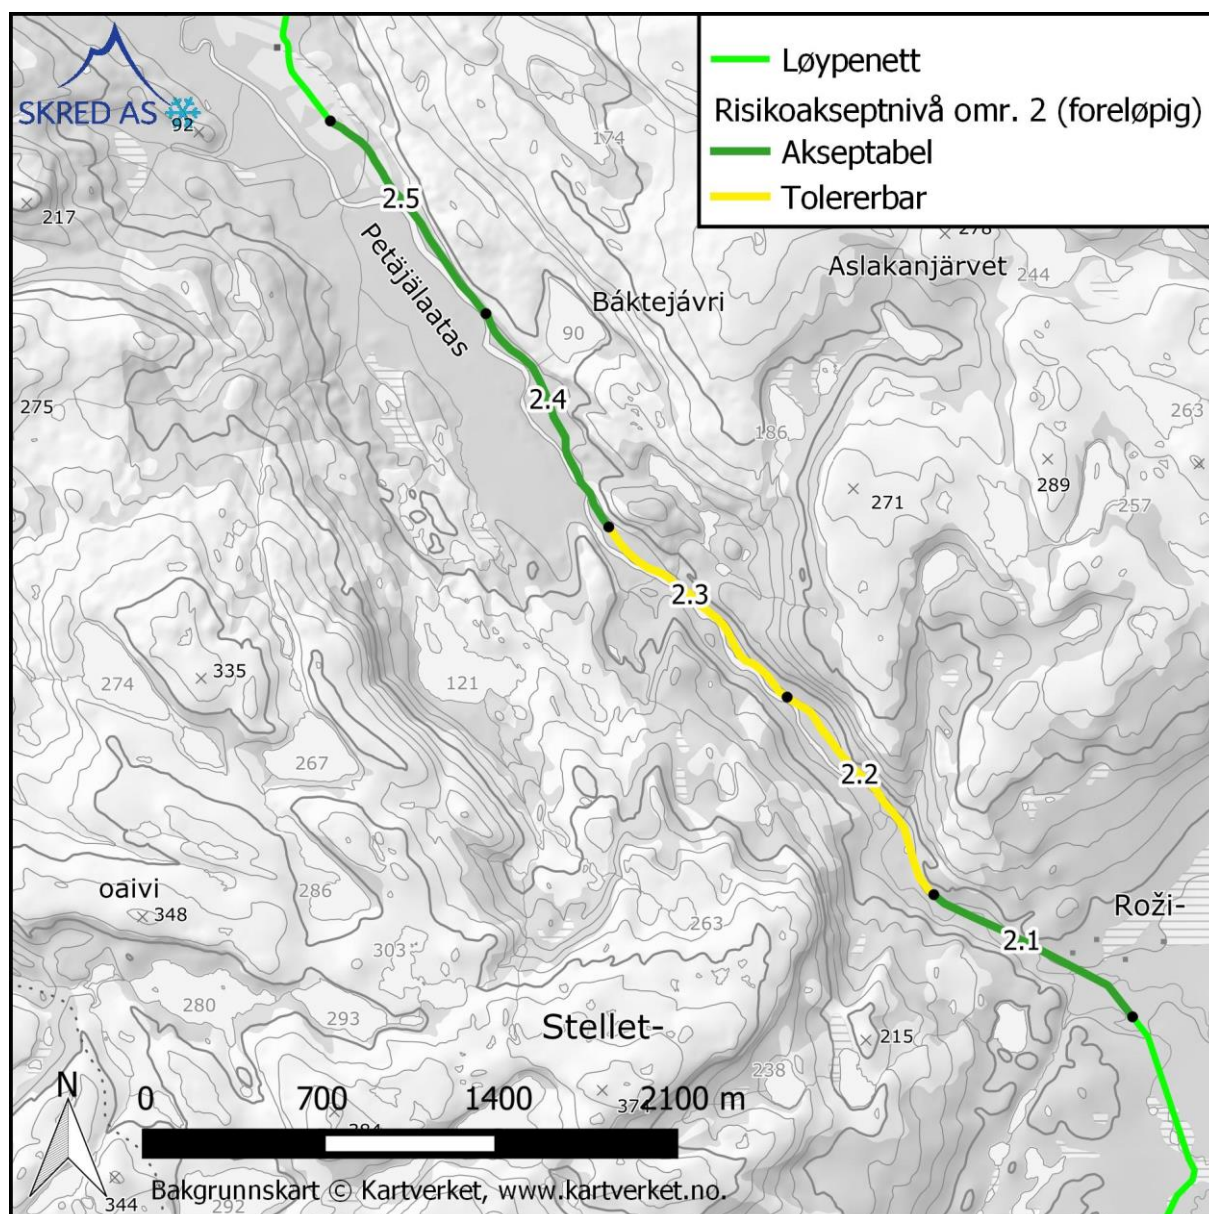 SKRED AS
Løypenett
Risikoakseptnivå omr. 2 (foreløpig)
Akseptabel
Tolererbar
92
174
217
2.5
Petäjälaatas
278
Aslakanjärvet
244
Báktejávri
90
275
2.4
186
263
271
289
257
2.3
335
274
121
267
2.2
oaivi
348
286
263
Roži-
303
2.1
280
293
Stellet-
215
238
N
0 700 1400 2100 m
374
384
344
292
Bakgrunnskart © Kartverket, www.kartverket.no.